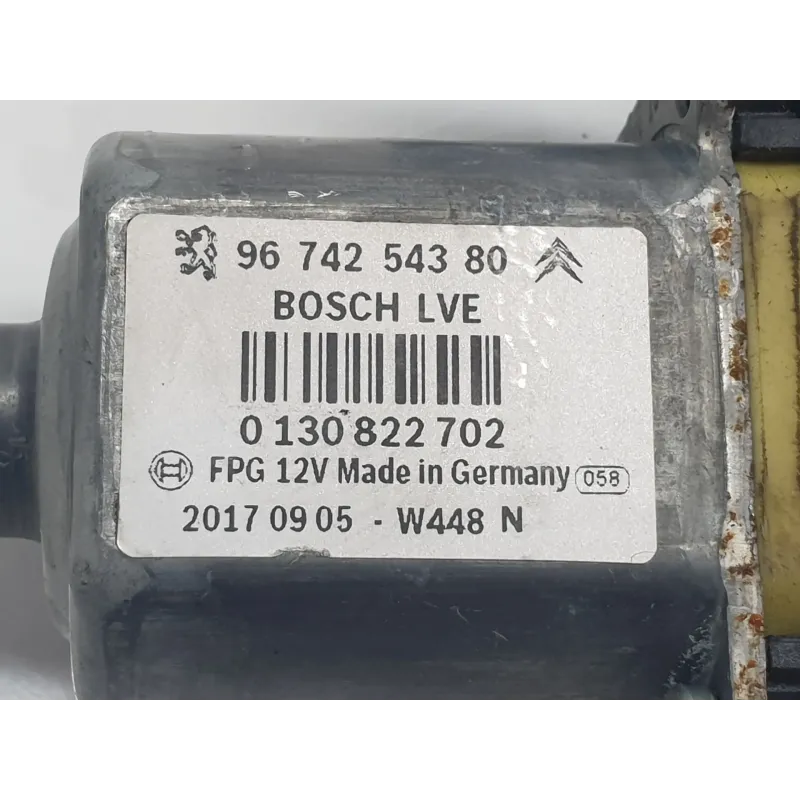 96 742 543 80
BOSCH LVE
0 130 822 702
FPG 12V Made in Germany 058
2017 09 05 - W448 N